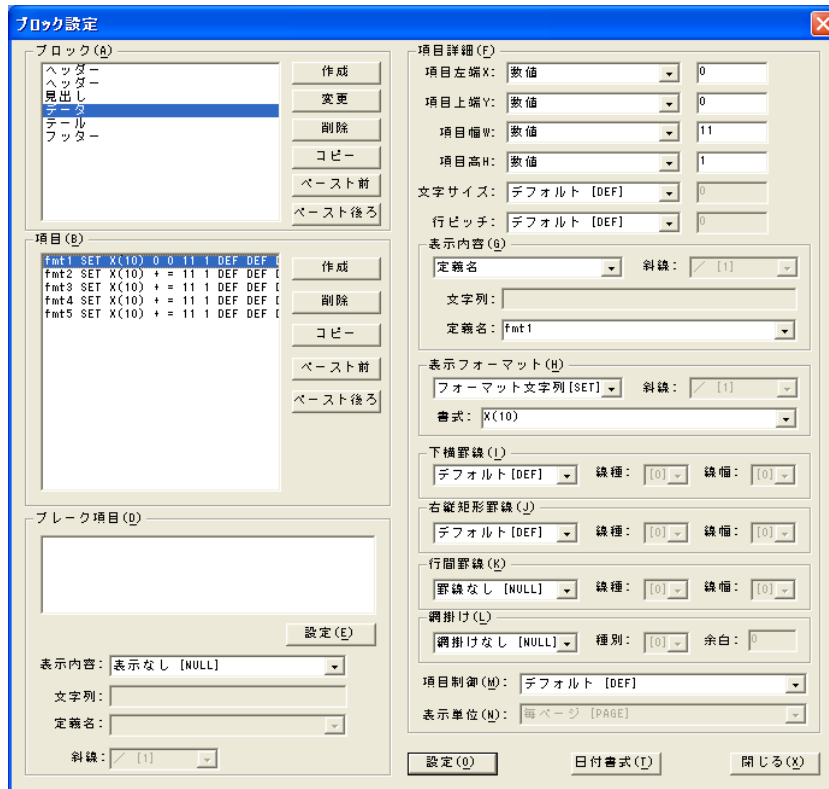 ブロック設定
ブロック(A)
ヘッダー
ヘッダー
見出し
データ
テール
フッター
作成
変更
削除
コピー
ペースト前
ペースト後ろ
項目(B)
fmt1 SET X(10) 0 0 11 1 DEF DEF
fmt2 SET X(10) + = 11 1 DEF DEF
fmt3 SET X(10) + = 11 1 DEF DEF
fmt4 SET X(10) + = 11 1 DEF DEF
fmt5 SET X(10) + = 11 1 DEF DEF
作成
削除
コピー
ペースト前
ペースト後ろ
ブレーク項目(D)
設定(E)
表示内容: 表示なし [NULL]
文字列:
定義名:
斜線: ／ [1]
項目詳細(F)
項目左端X: 数値 0
項目上端Y: 数値 0
項目幅W: 数値 11
項目高H: 数値 1
文字サイズ: デフォルト [DEF] 0
行ピッチ: デフォルト [DEF] 0
表示内容(G)
定義名 斜線: ／ [1]
文字列:
定義名: fmt1
表示フォーマット(H)
フォーマット文字列[SET] 斜線: ／ [1]
書式: X(10)
下横罫線(I)
デフォルト[DEF] 線種: [0] 線幅: [0]
右縦矩形罫線(J)
デフォルト[DEF] 線種: [0] 線幅: [0]
行間罫線(K)
罫線なし [NULL] 線種: [0] 線幅: [0]
網掛け(L)
網掛けなし [NULL] 種別: [0] 余白: 0
項目制御(M): デフォルト [DEF]
表示単位(N): 毎ページ [PAGE]
設定(O)
日付書式(T)
閉じる(X)